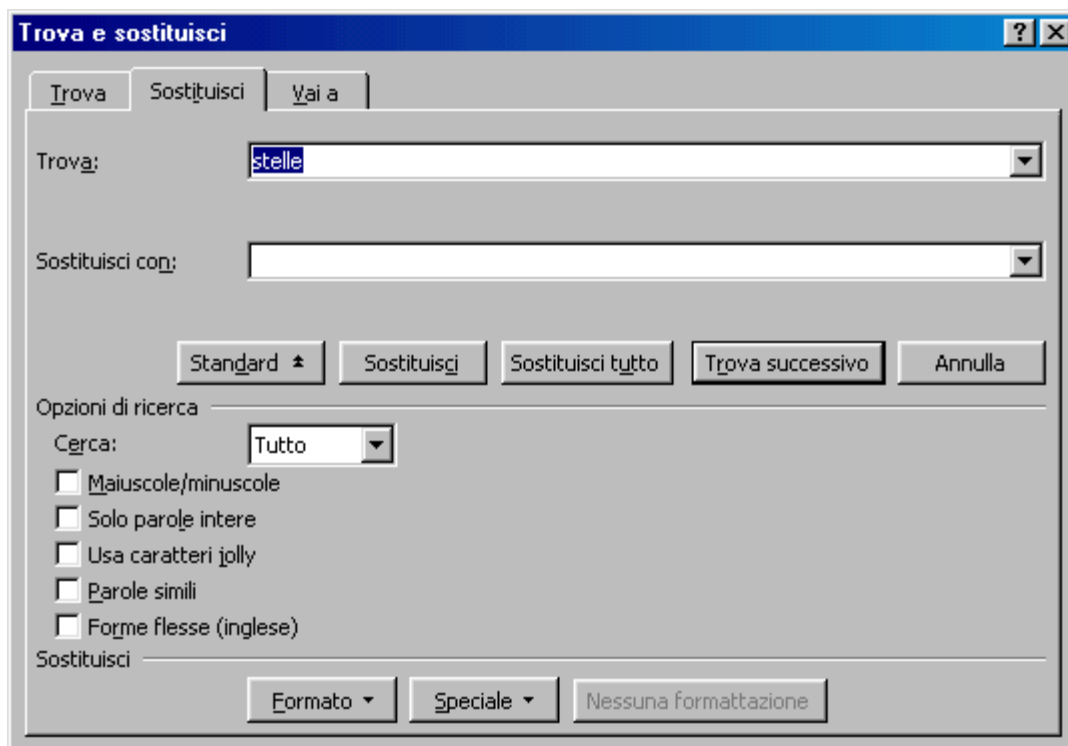 Trova e sostituisci
Trova Sostituisci Vai a
Trova: stelle
Sostituisci con:
Standard Sostituisci Sostituisci tutto Trova successivo Annulla
Opzioni di ricerca
Cerca: Tutto
Maiuscole/minuscole
Solo parole intere
Usa caratteri jolly
Parole simili
Forme flesse (inglese)
Sostituisci
Formato Speciale Nessuna formattazione